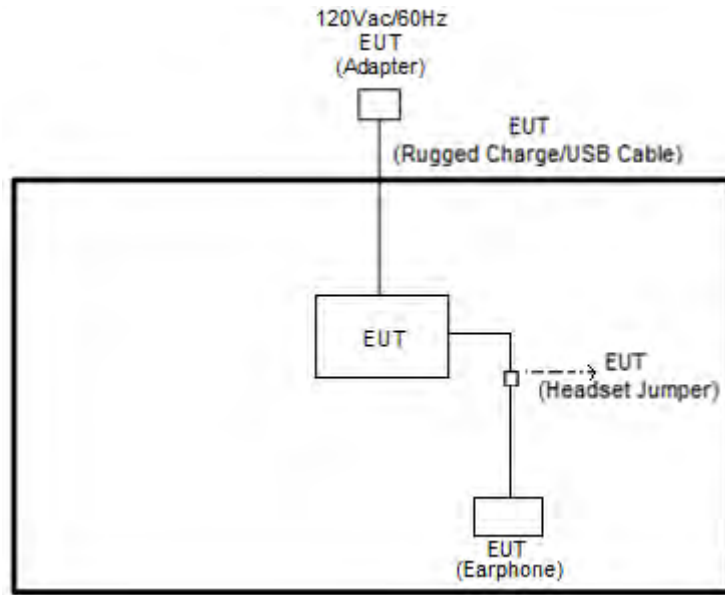 120Vac/60Hz
EUT
(Adapter)
EUT
(Rugged Charge/USB Cable)
EUT
EUT
(Headset Jumper)
EUT
(Earphone)